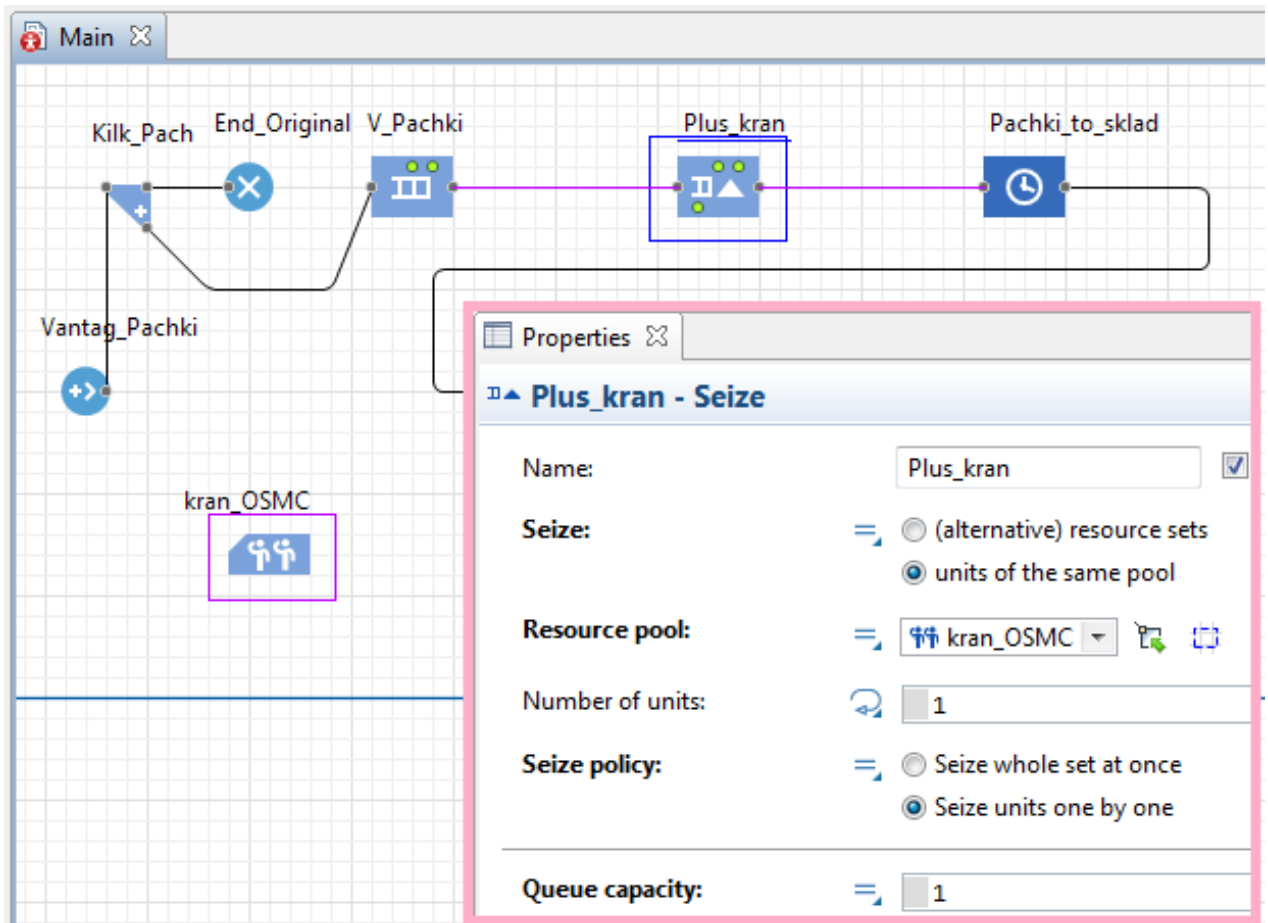 Main
Kilk_Pach
End_Original
V_Pachki
Plus_kran
Pachki_to_sklad
Vantag_Pachki
kran_OSMC
Properties
Plus_kran - Seize
Name:
Plus_kran
Seize:
(alternative) resource sets
units of the same pool
Resource pool:
kran_OSMC
Number of units:
1
Seize policy:
Seize whole set at once
Seize units one by one
Queue capacity:
1